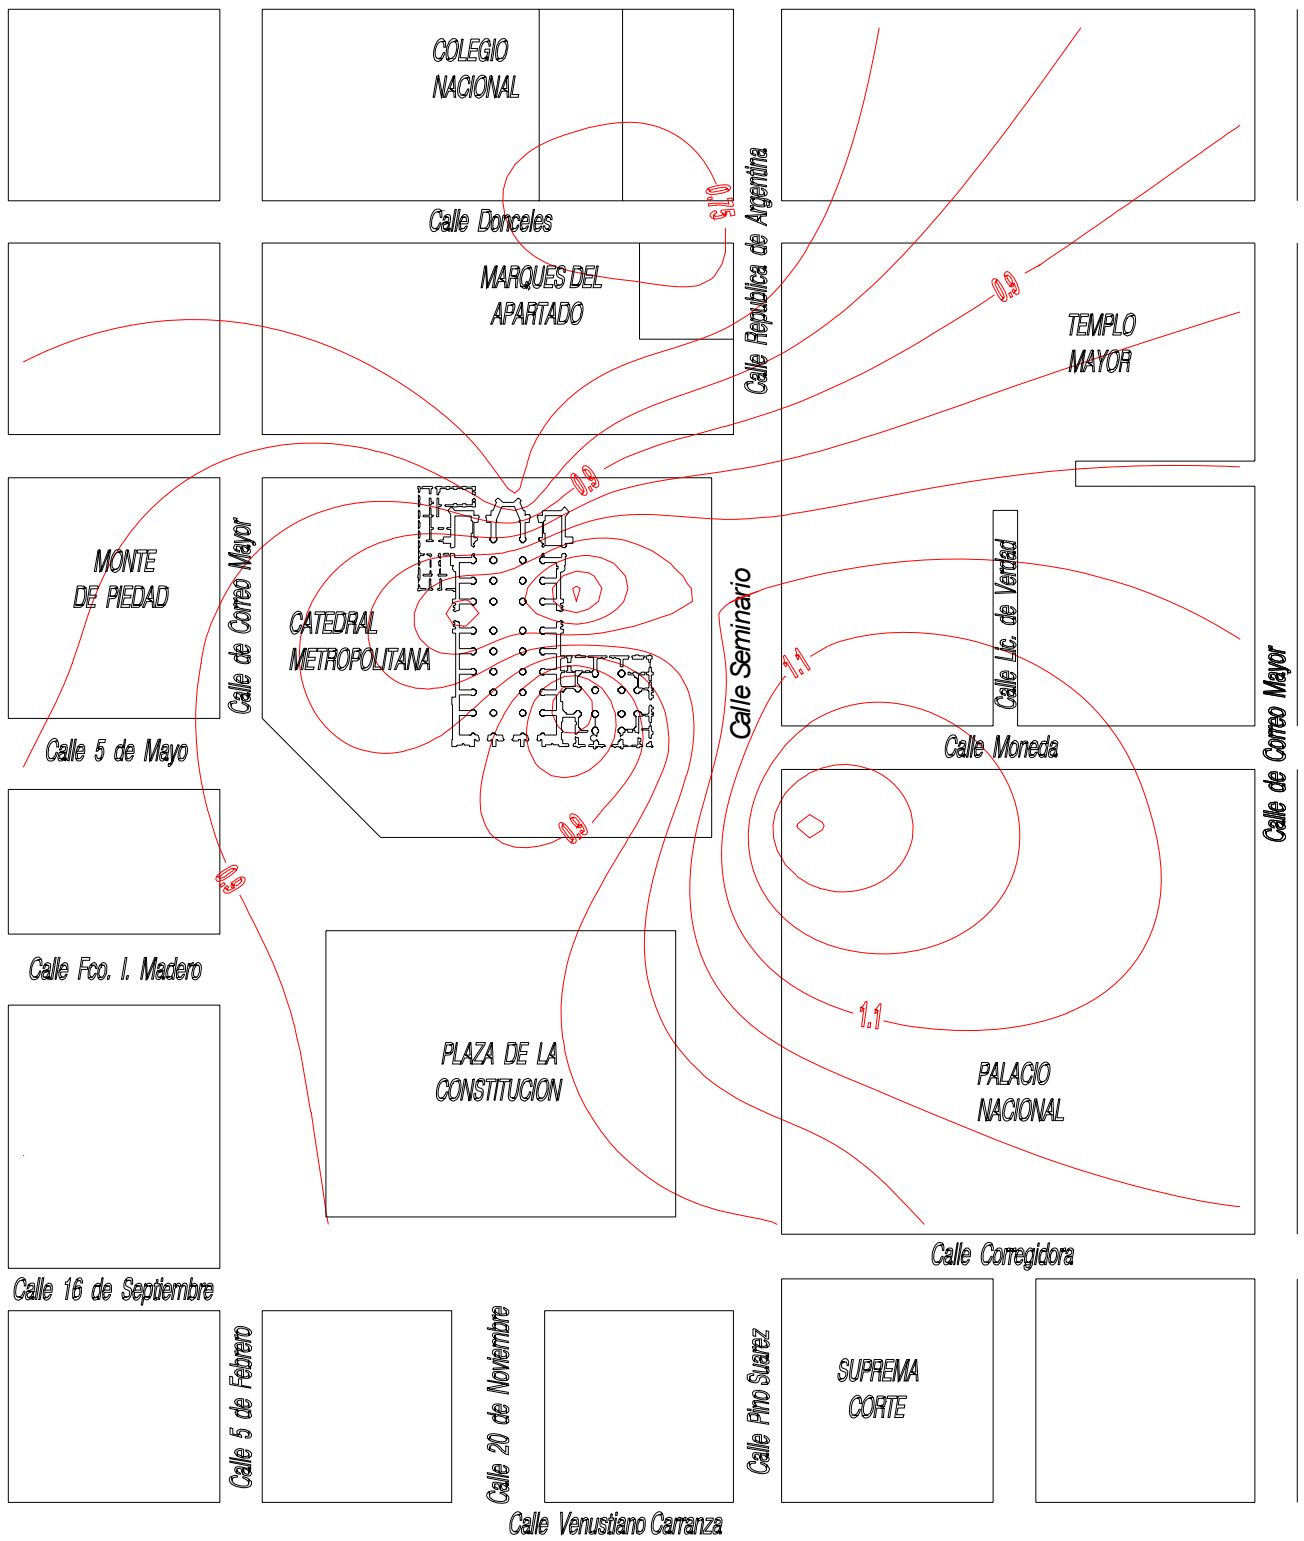 COLEGIO
NACIONAL
0.75
Calle Donceles
Calle Republica de Argentina
MARQUES DEL
APARTADO
0.9
TEMPLO
MAYOR
0.9
MONTE
DE PIEDAD
Calle de Correo Mayor
CATEDRAL
METROPOLITANA
Calle Seminario
1.1
Calle Lic. de Verdad
Calle de Correo Mayor
Calle 5 de Mayo
Calle Moneda
0.9
0.9
Calle Fco. I. Madero
1.1
PLAZA DE LA
CONSTITUCION
PALACIO
NACIONAL
Calle Corregidora
Calle 16 de Septiembre
Calle 5 de Febrero
Calle 20 de Noviembre
Calle Pino Suarez
SUPREMA
CORTE
Calle Venustiano Carranza